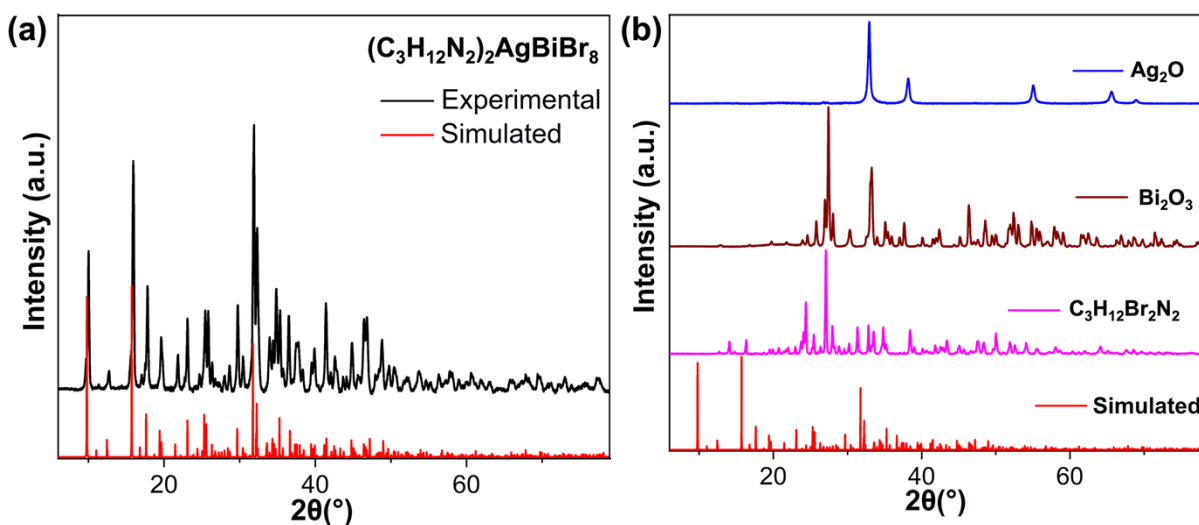 (a)
(C₃H₁₂N₂)₂AgBiBr₈
Experimental
Simulated
Intensity (a.u.)
20
40
60
2θ(°)
(b)
Ag₂O
Bi₂O₃
C₃H₁₂Br₂N₂
Simulated
Intensity (a.u.)
20
40
60
2θ(°)